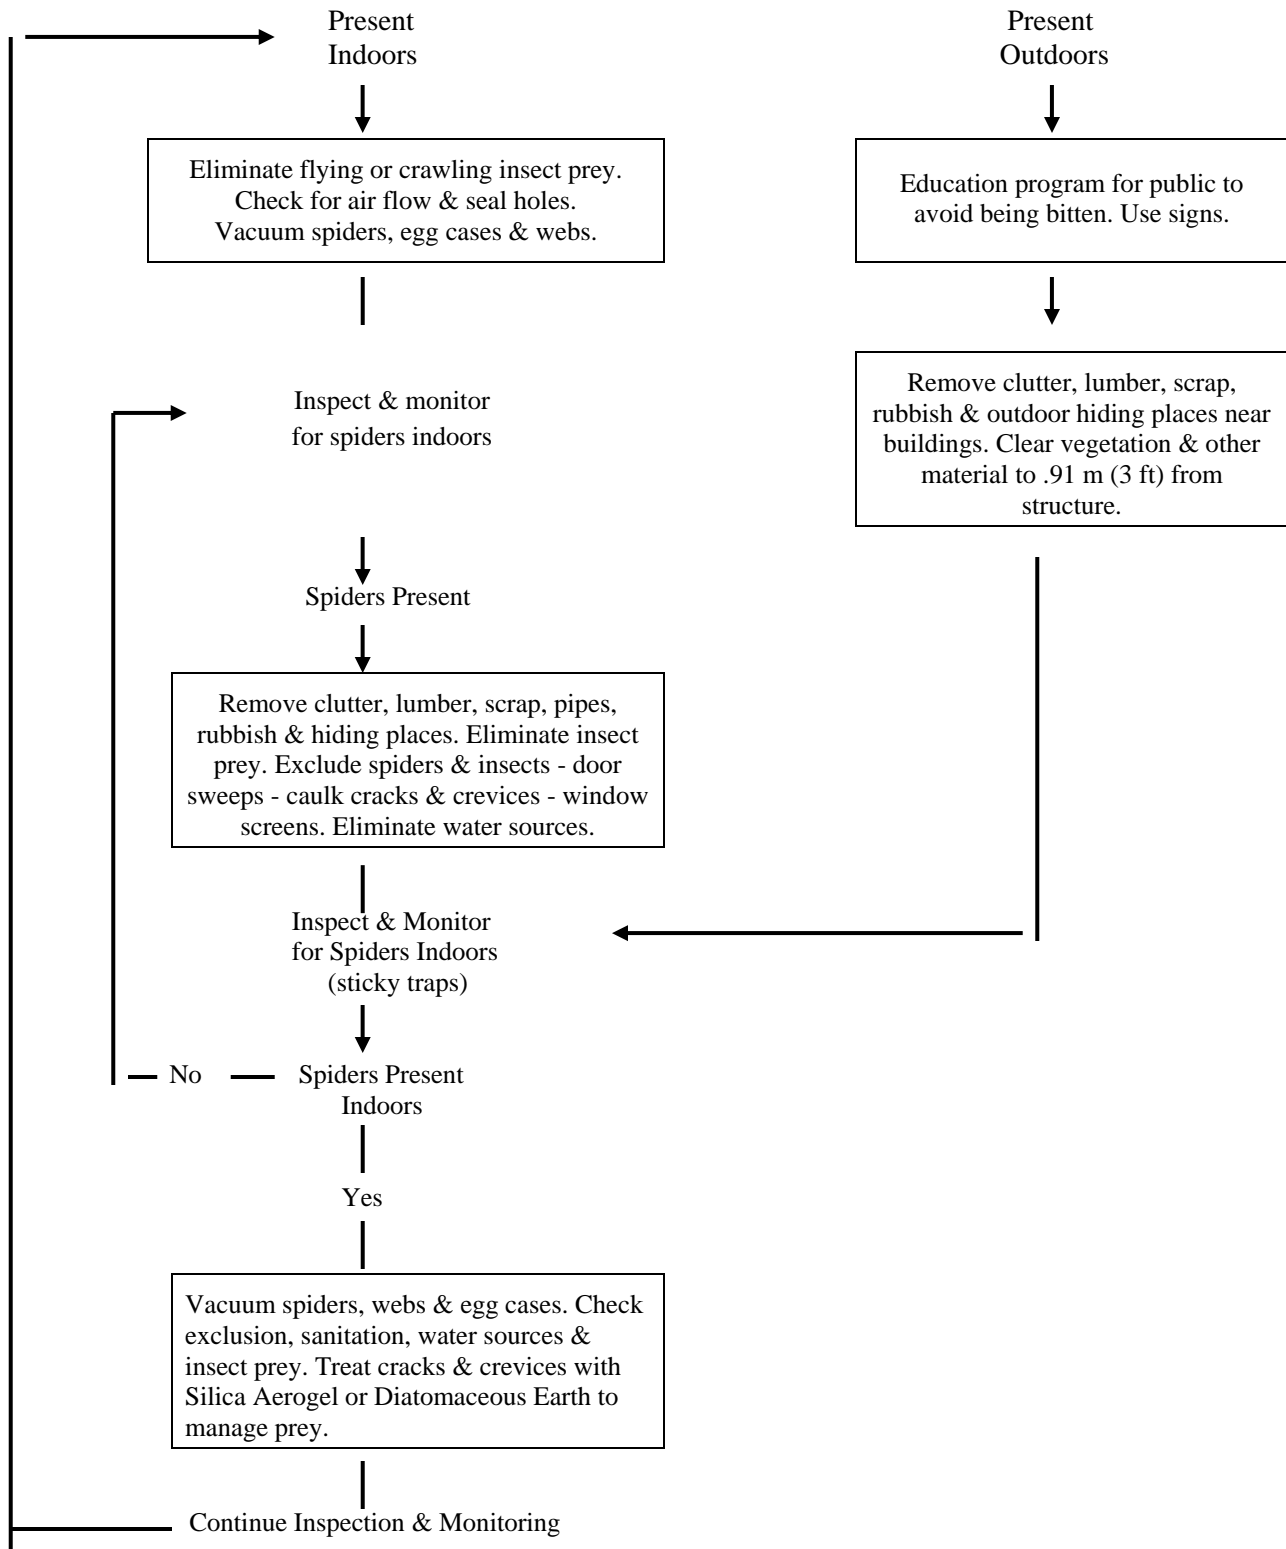 Present
Indoors
Present
Outdoors
Eliminate flying or crawling insect prey.
Check for air flow & seal holes.
Vacuum spiders, egg cases & webs.
Education program for public to
avoid being bitten. Use signs.
Inspect & monitor
for spiders indoors
Remove clutter, lumber, scrap,
rubbish & outdoor hiding places near
buildings. Clear vegetation & other
material to .91 m (3 ft) from
structure.
Spiders Present
Remove clutter, lumber, scrap, pipes,
rubbish & hiding places. Eliminate insect
prey. Exclude spiders & insects - door
sweeps - caulk cracks & crevices - window
screens. Eliminate water sources.
Inspect & Monitor
for Spiders Indoors
(sticky traps)
No
Spiders Present
Indoors
Yes
Vacuum spiders, webs & egg cases. Check
exclusion, sanitation, water sources &
insect prey. Treat cracks & crevices with
Silica Aerogel or Diatomaceous Earth to
manage prey.
Continue Inspection & Monitoring